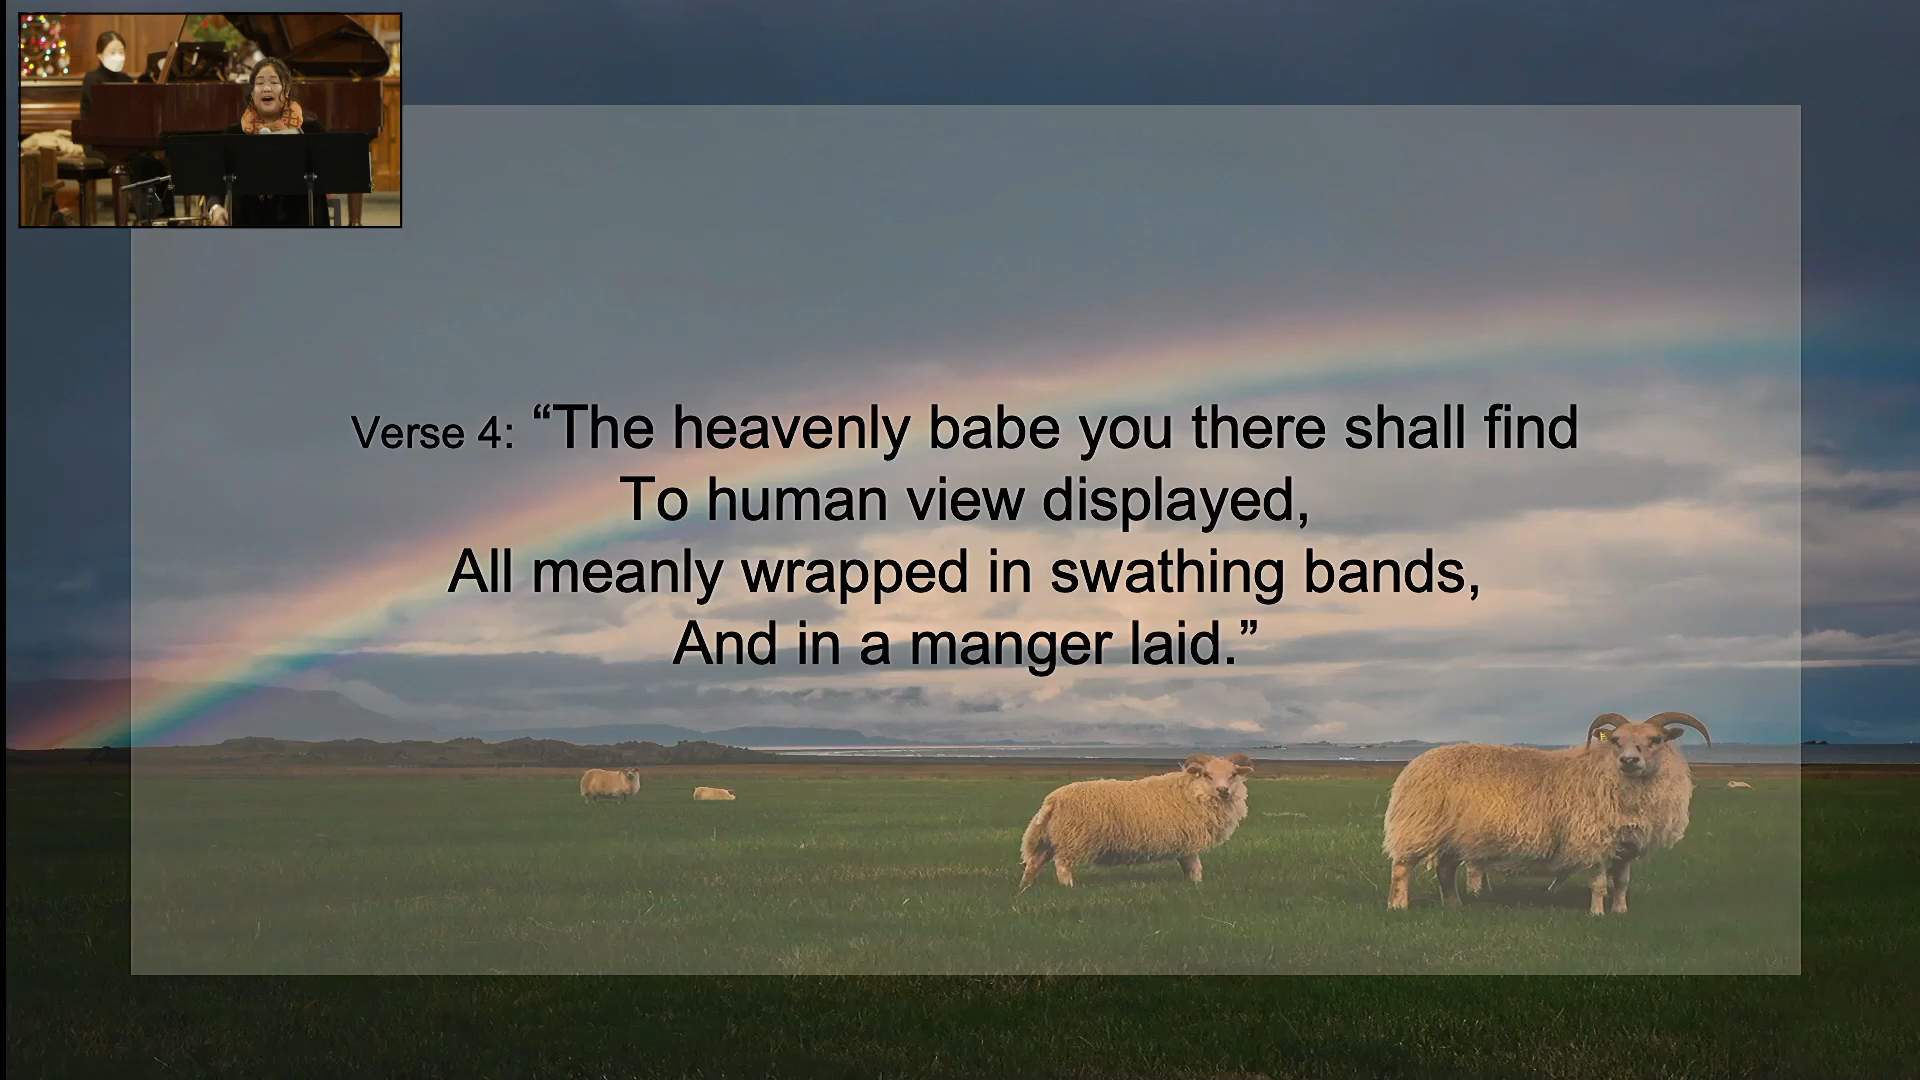 Verse 4: “The heavenly babe you there shall find
To human view displayed,
All meanly wrapped in swathing bands,
And in a manger laid.”